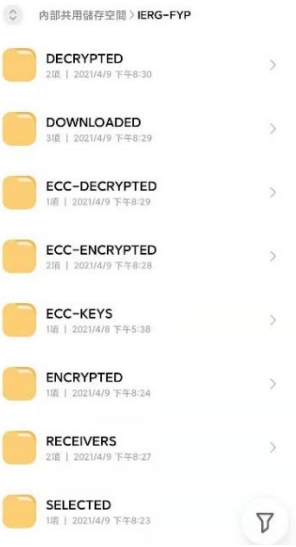 內部共用儲存空間 > IERG-FYP
DECRYPTED
2項 | 2021/4/9 下午8:30
DOWNLOADED
3項 | 2021/4/9 下午8:29
ECC-DECRYPTED
1項 | 2021/4/9 下午8:29
ECC-ENCRYPTED
2項 | 2021/4/9 下午8:28
ECC-KEYS
1項 | 2021/4/8 下午5:38
ENCRYPTED
1項 | 2021/4/9 下午8:24
RECEIVERS
2項 | 2021/4/9 下午8:27
SELECTED
1項 | 2021/4/9 下午8:23